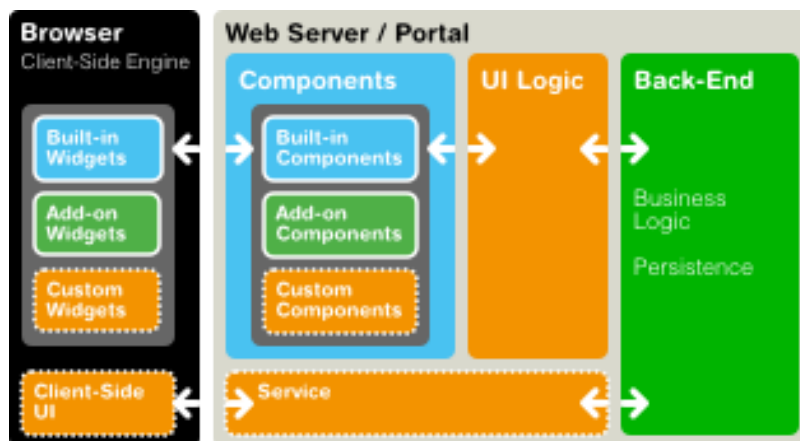 Browser
Client-Side Engine
Built-in
Widgets
Add-on
Widgets
Custom
Widgets
Client-Side
UI
Web Server / Portal
Components
Built-in
Components
Add-on
Components
Custom
Components
UI Logic
Back-End
Business
Logic
Persistence
Service